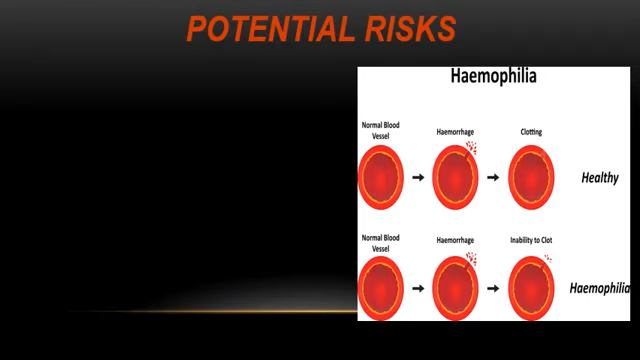 POTENTIAL RISKS
Haemophilia
Normal Blood
Vessel
Haemorrhage
Clotting
Healthy
Normal Blood
Vessel
Haemorrhage
Inability to Clot
Haemophilia